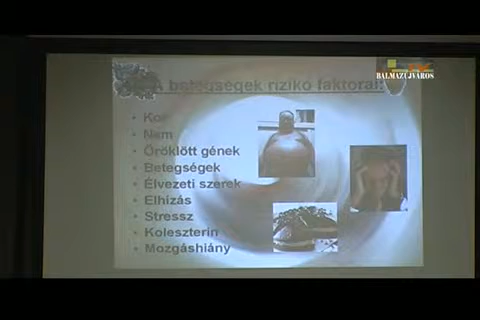 BALMAZÚJVÁROS
A betegségek rizikó faktorai:
• Kor
• Nem
• Öröklött gének
• Betegségek
• Élvezeti szerek
• Elhízás
• Stressz
• Koleszterin
• Mozgáshiány